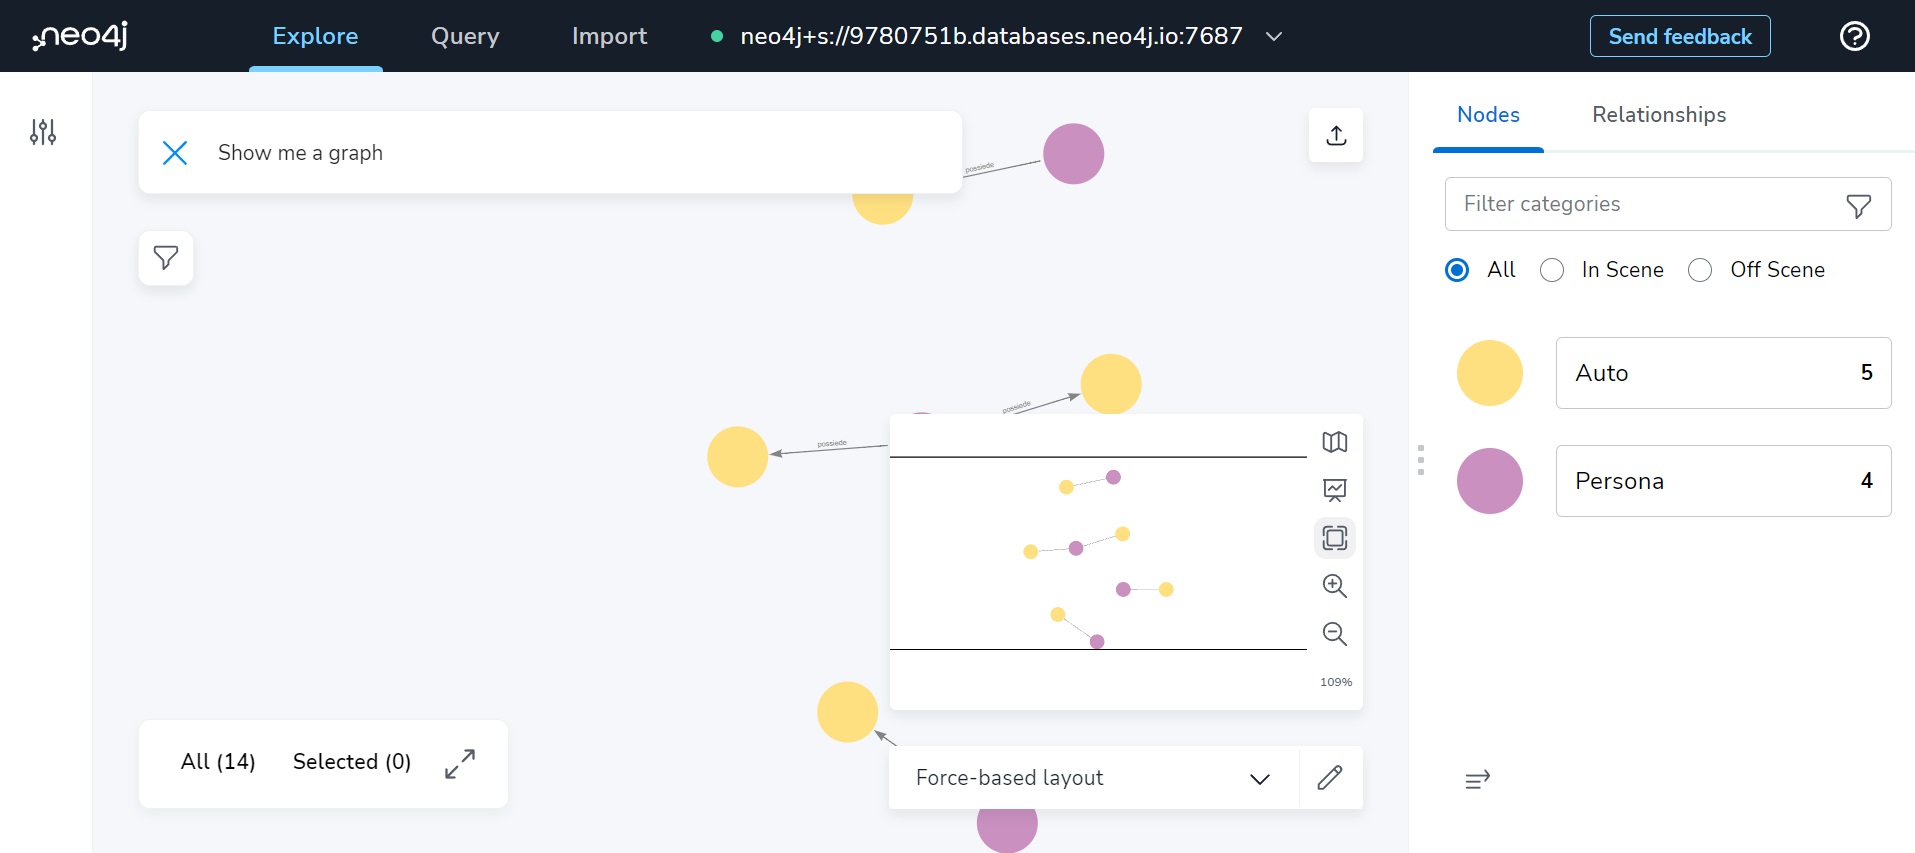 neo4j
Explore
Query
Import
neo4j+s://9780751b.databases.neo4j.io:7687
Send feedback
Show me a graph
possiede
possiede
possiede
109%
All (14)
Selected (0)
Force-based layout
Nodes
Relationships
Filter categories
All
In Scene
Off Scene
Auto
5
Persona
4